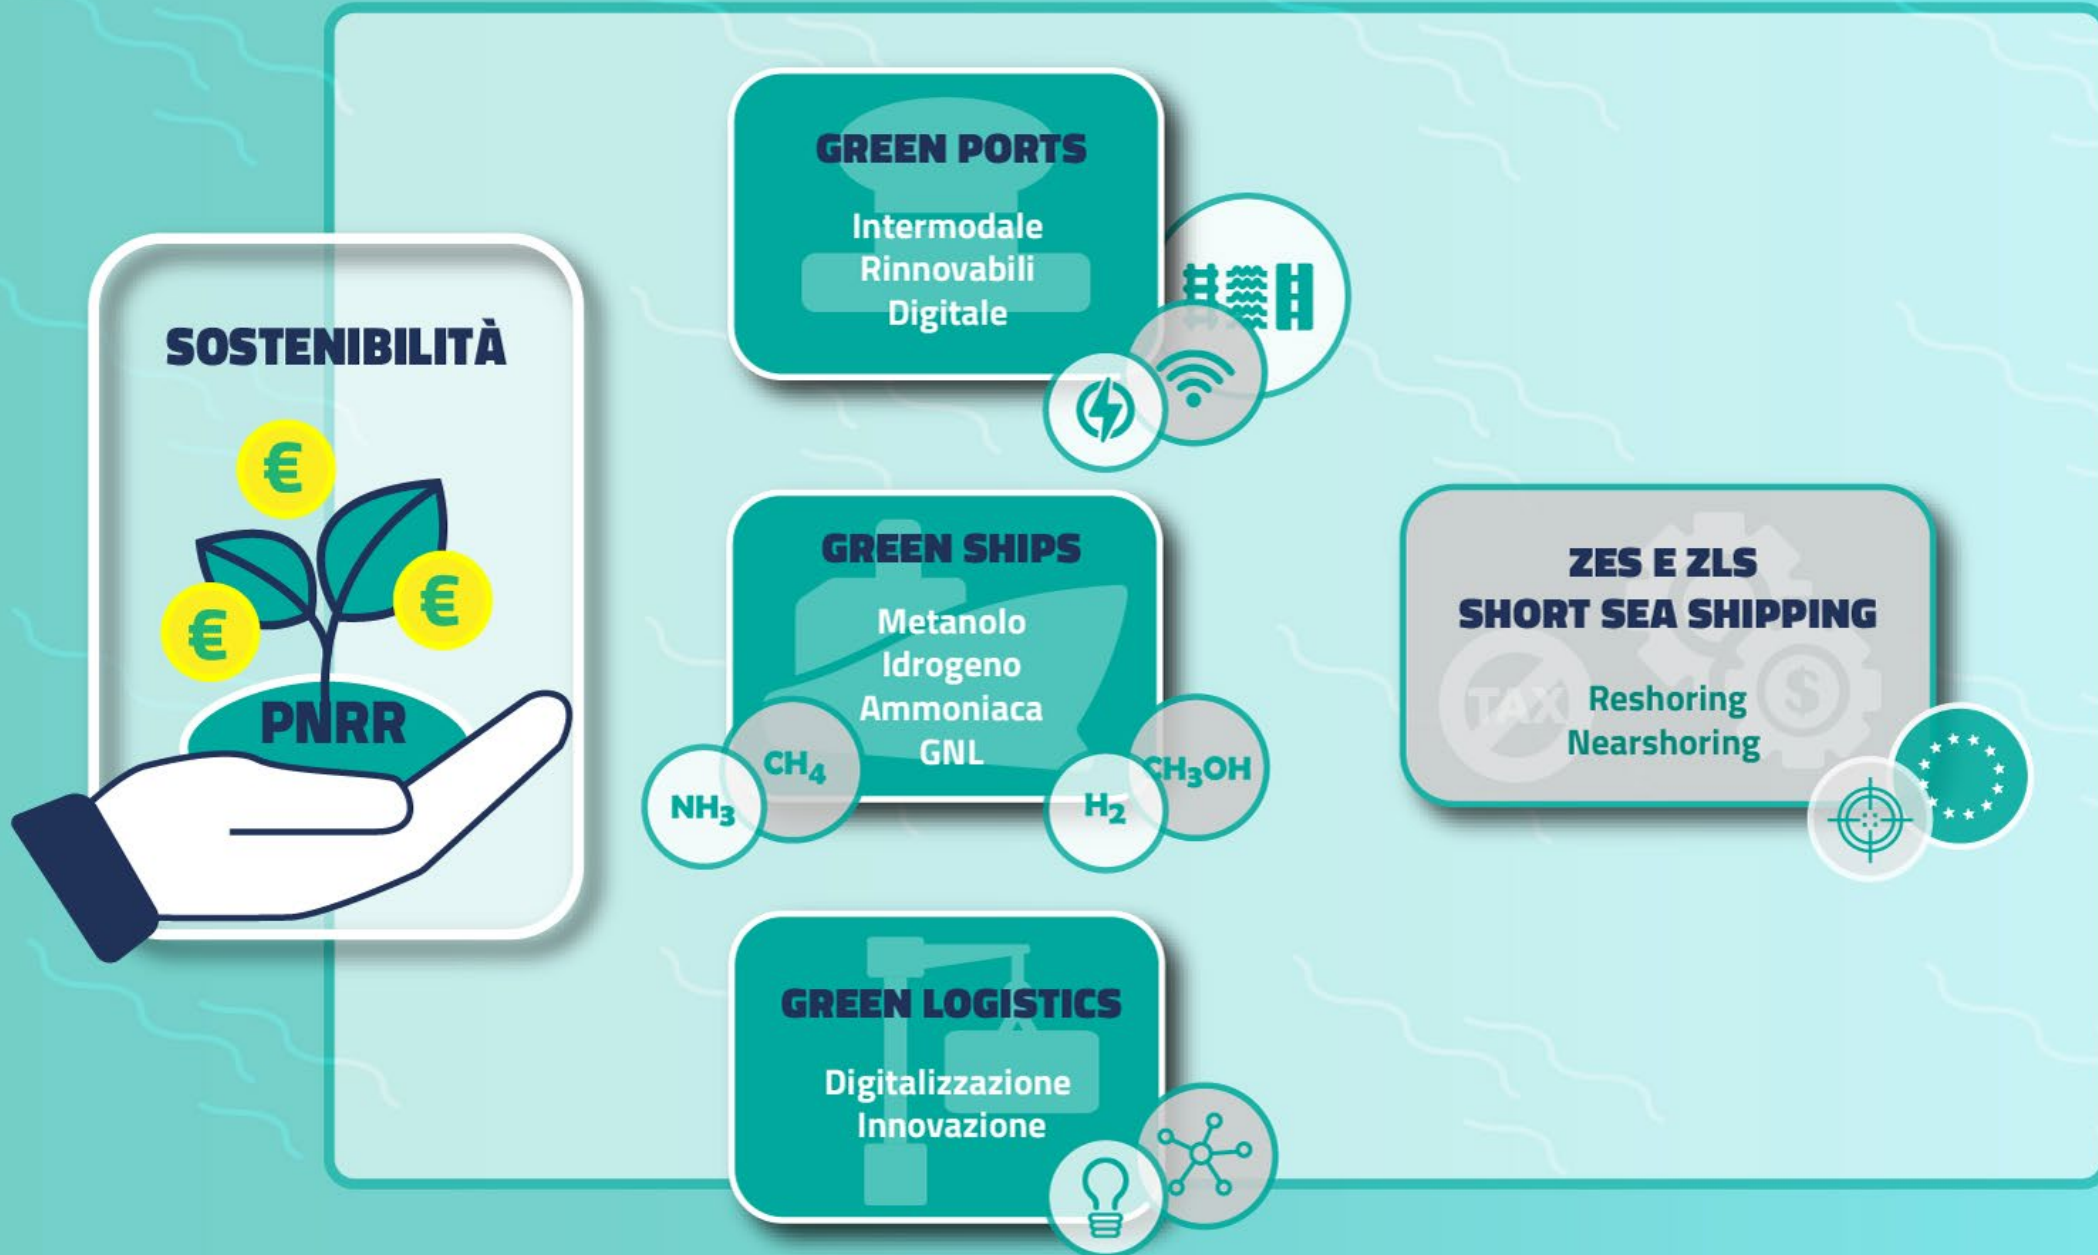 SOSTENIBILITÀ
€
€
€
PNRR
GREEN PORTS
Intermodale
Rinnovabili
Digitale
GREEN SHIPS
Metanolo
Idrogeno
Ammoniaca
GNL
NH₃
CH₄
H₂
CH₃OH
GREEN LOGISTICS
Digitalizzazione
Innovazione
ZES E ZLS
SHORT SEA SHIPPING
TAX
$
Reshoring
Nearshoring